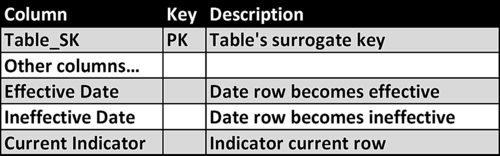 Column Key Description
Table_SK PK Table's surrogate key
Other columns...
Effective Date Date row becomes effective
Ineffective Date Date row becomes ineffective
Current Indicator Indicator current row